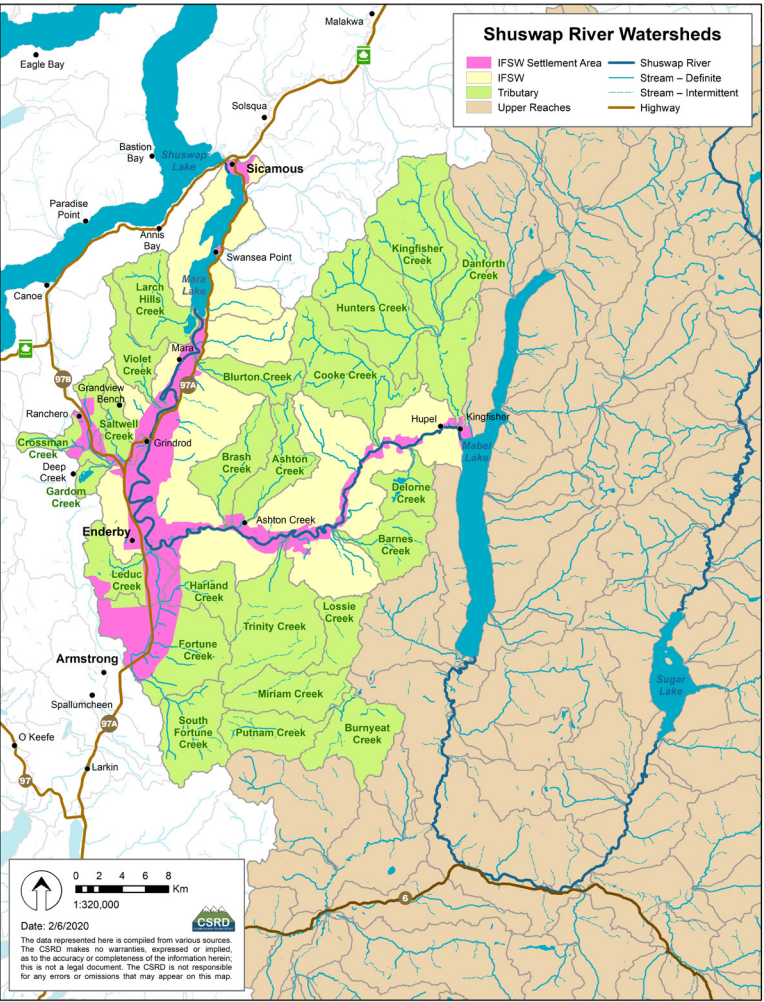 Shuswap River Watersheds
IFSW Settlement Area
IFSW
Tributary
Upper Reaches
Shuswap River
Stream – Definite
Stream – Intermittent
Highway
Malakwa
Eagle Bay
Solsqua
Bastion
Bay
Shuswap
Lake
Sicamous
Paradise
Point
Annis
Bay
Swansea Point
Kingfisher
Creek
Danforth
Creek
Canoe
Larch
Hills
Creek
Mara
Lake
Hunters Creek
Mara
Violet
Creek
97B
97A
Blurton Creek
Cooke Creek
Grandview
Bench
Ranchero
Saltwell
Creek
Hupel
Kingfisher
Mabel
Lake
Crossman
Creek
Grindrod
Deep
Creek
Brash
Creek
Ashton
Creek
Gardom
Creek
Delorne
Creek
Ashton Creek
Enderby
Barnes
Creek
Leduc
Creek
Harland
Creek
Lossie
Creek
Trinity Creek
Fortune
Creek
Armstrong
Spallumcheen
Miriam Creek
Sugar
Lake
97A
South
Fortune
Creek
Putnam Creek
Burnyeat
Creek
O Keefe
Larkin
97
6
0 2 4 6 8
Km
1:320,000
Date: 2/6/2020
CSRD
The data represented here is compiled from various sources.
The CSRD makes no warranties, expressed or implied,
as to the accuracy or completeness of the information herein;
this is not a legal document. The CSRD is not responsible
for any errors or omissions that may appear on this map.